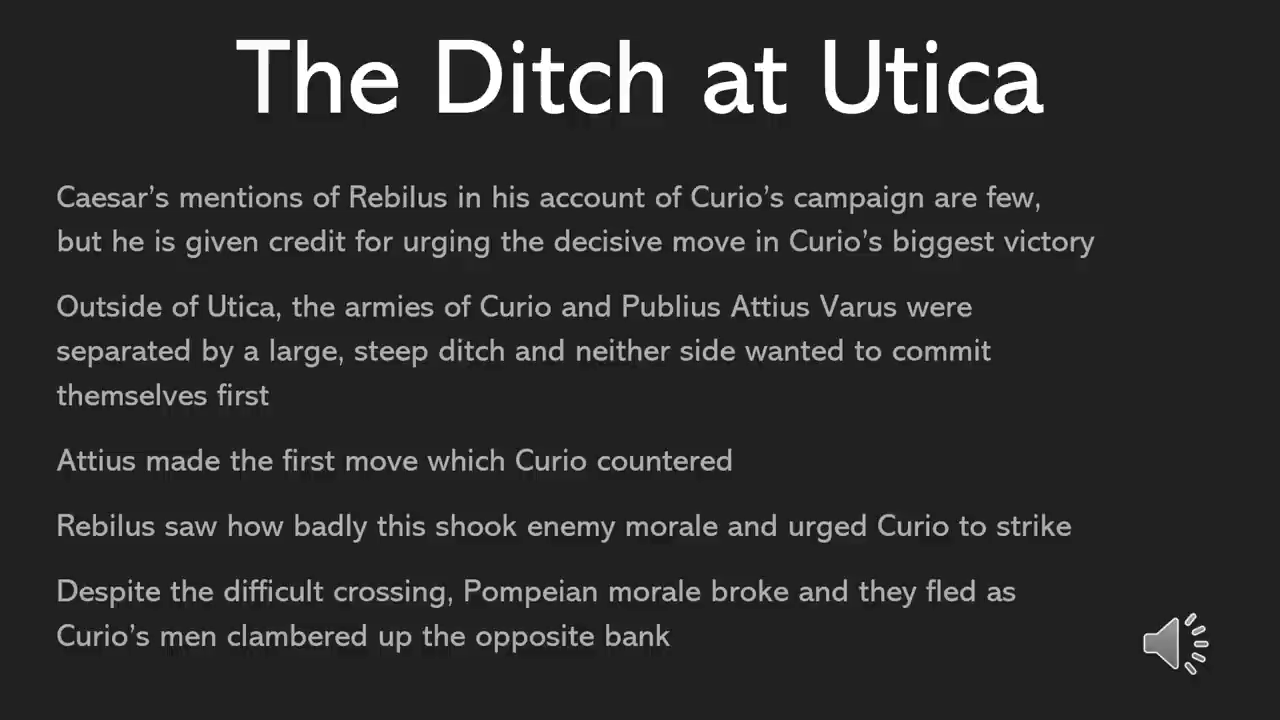 The Ditch at Utica
Caesar’s mentions of Rebilus in his account of Curio’s campaign are few,
but he is given credit for urging the decisive move in Curio’s biggest victory
Outside of Utica, the armies of Curio and Publius Attius Varus were
separated by a large, steep ditch and neither side wanted to commit
themselves first
Attius made the first move which Curio countered
Rebilus saw how badly this shook enemy morale and urged Curio to strike
Despite the difficult crossing, Pompeian morale broke and they fled as
Curio’s men clambered up the opposite bank